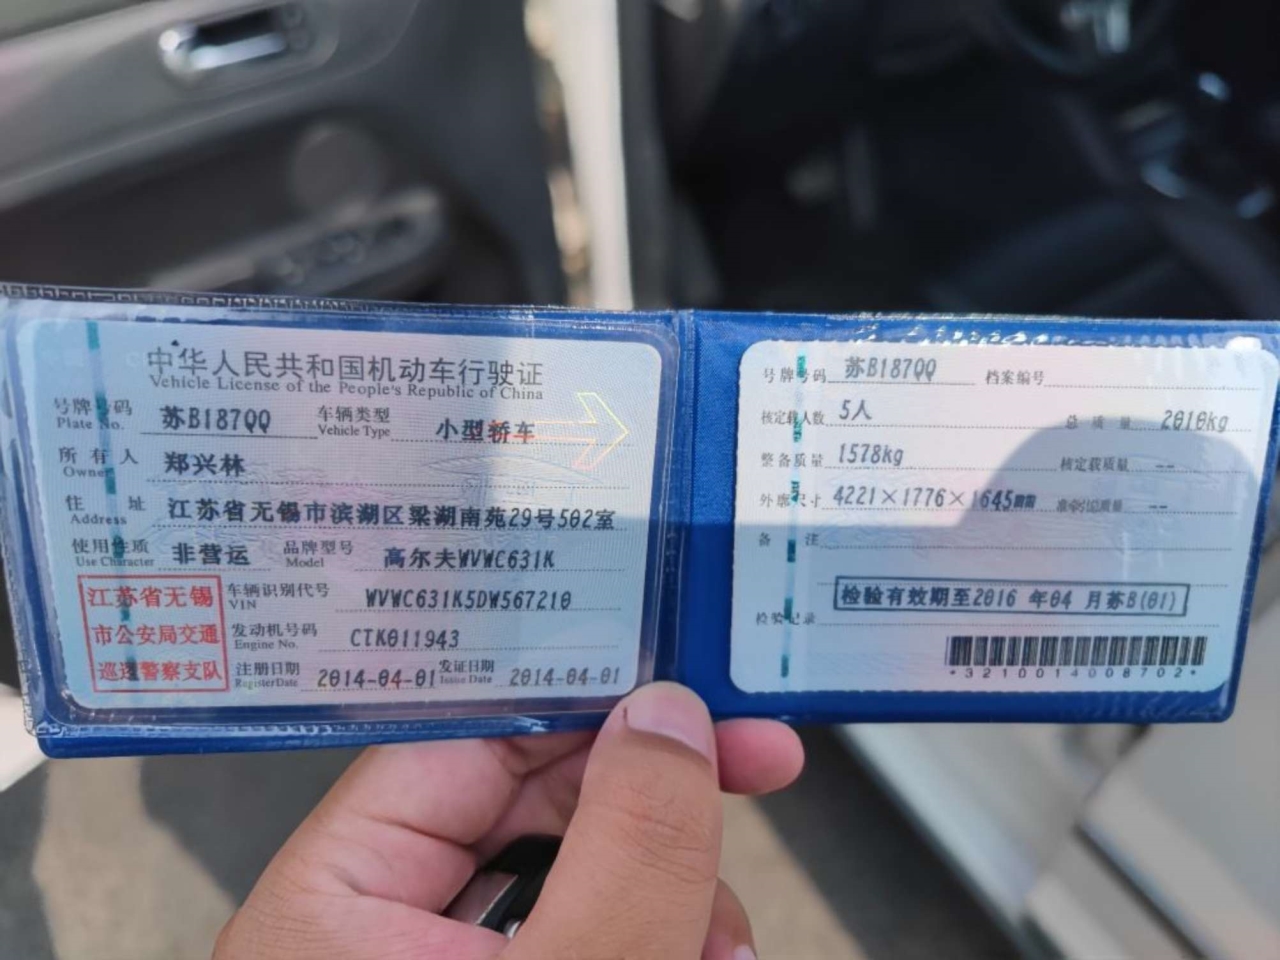 中华人民共和国机动车行驶证
Vehicle License of the People's Republic of China
号牌号码 苏B187QQ 车辆类型 小型轿车
Plate No. Vehicle Type
所有人 郑兴林
Owner
住址 江苏省无锡市滨湖区梁湖南苑29号502室
Address
使用性质 非营运 品牌型号 高尔夫WVWC631K
Use Character Model
江苏省无锡
市公安局交通
巡逻警察支队
车辆识别代号 WVWC631K5DW567210
VIN
发动机号码 CTK011943
Engine No.
注册日期 2014-04-01 发证日期 2014-04-01
Register Date Issue Date
号牌号码 苏B187QQ 档案编号
核定载人数 5人 总质量 2010kg
整备质量 1578kg 核定载质量 --
外廓尺寸 4221×1776×1645mm 准牵引总质量 --
备注
检验有效期至2016 年04 月苏B(01)
检验记录
*3210014008702*